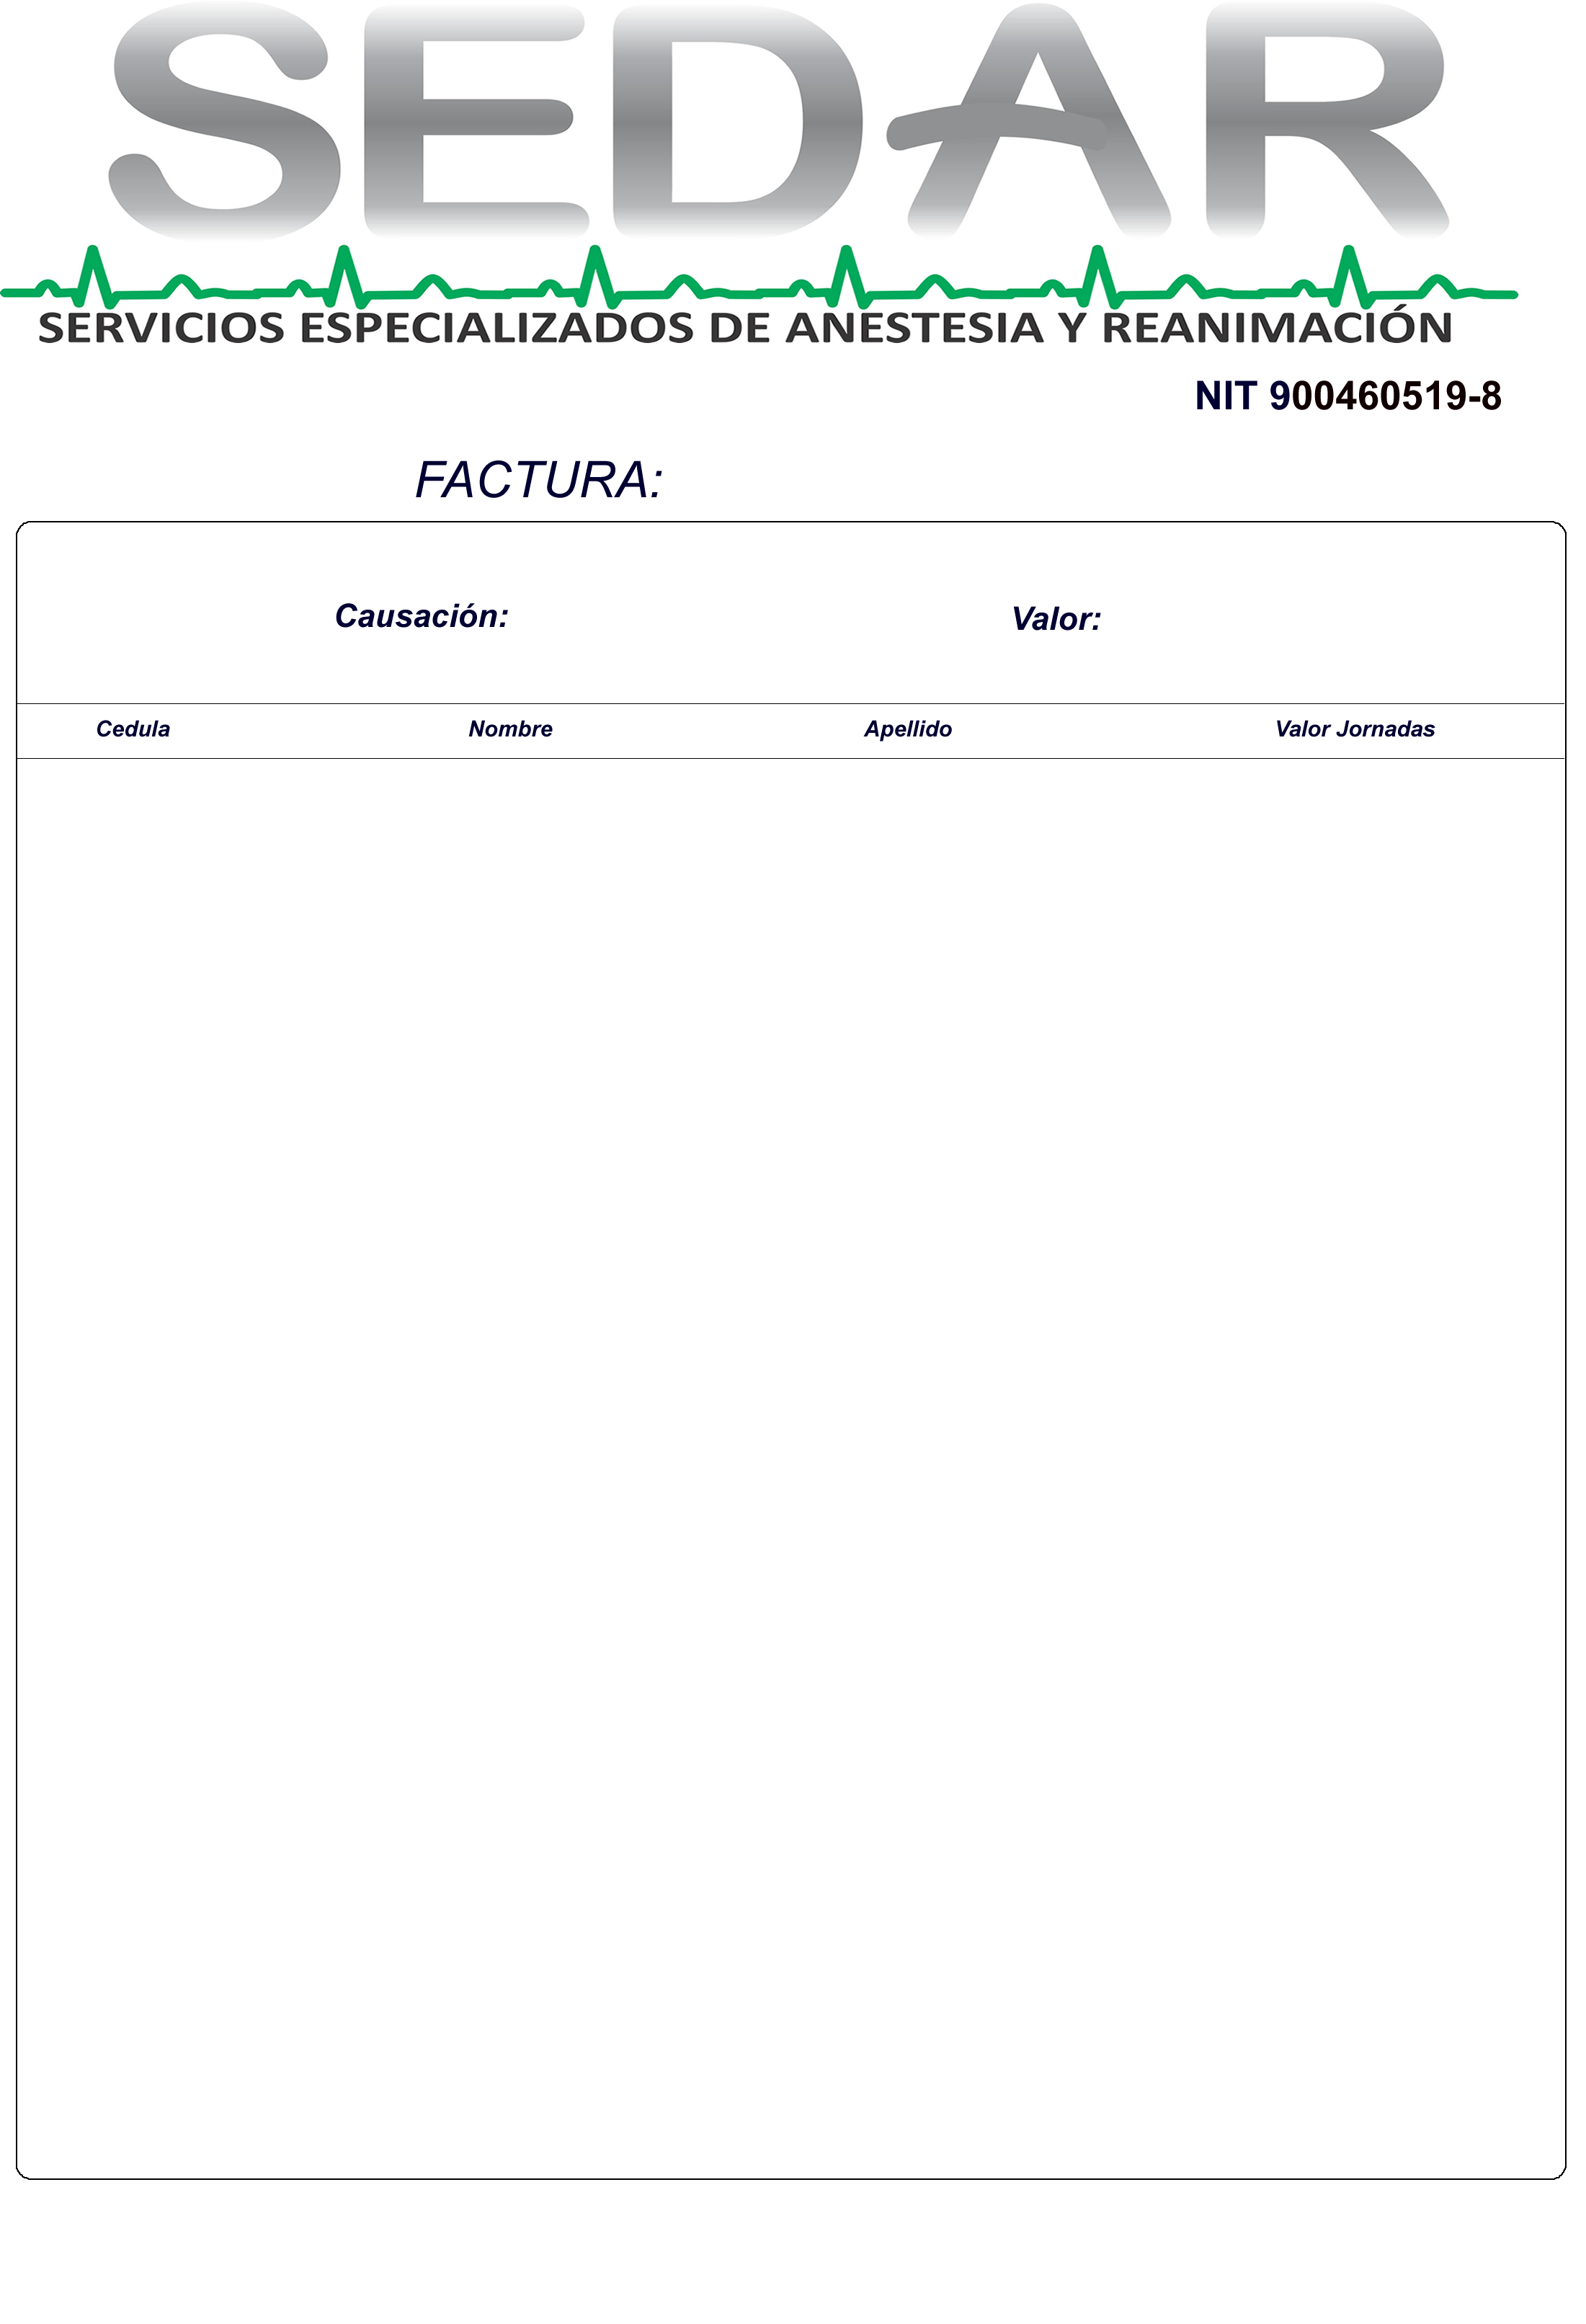 SEDAR
SERVICIOS ESPECIALIZADOS DE ANESTESIA Y REANIMACIÓN
NIT 900460519-8
FACTURA:
Causación: Valor:
Cedula Nombre Apellido Valor Jornadas